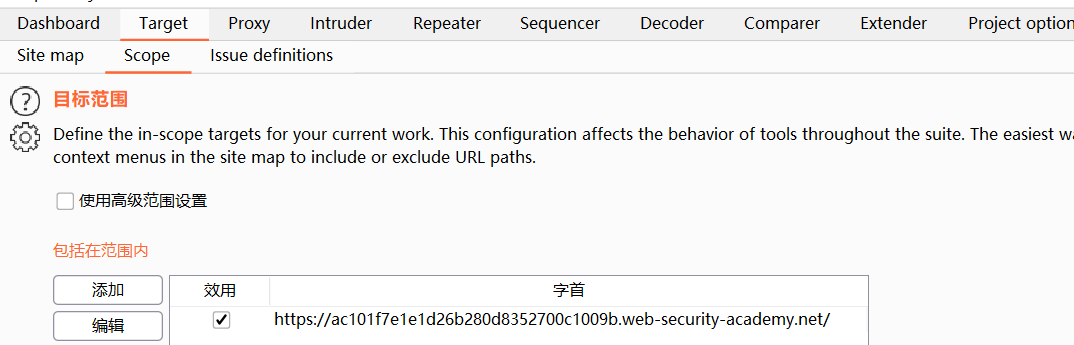 Dashboard Target Proxy Intruder Repeater Sequencer Decoder Comparer Extender Project option
Site map Scope Issue definitions
目标范围
Define the in-scope targets for your current work. This configuration affects the behavior of tools throughout the suite. The easiest wa
context menus in the site map to include or exclude URL paths.
使用高级范围设置
包括在范围内
添加 效用 字首
编辑 https://ac101f7e1e1d26b280d8352700c1009b.web-security-academy.net/